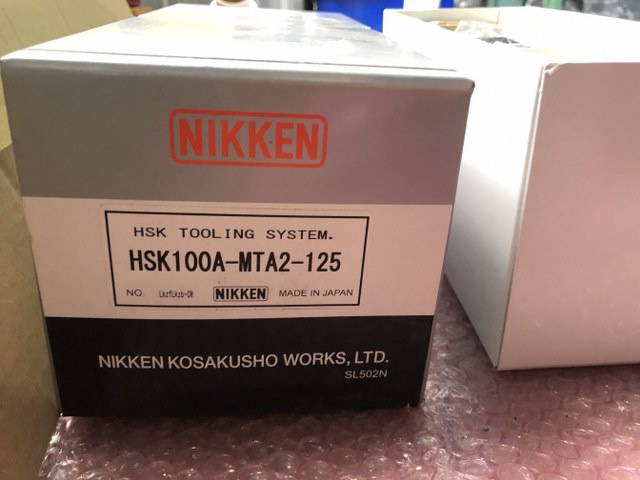 NIKKEN
HSK TOOLING SYSTEM.
HSK100A-MTA2-125
NO. NIKKEN MADE IN JAPAN
NIKKEN KOSAKUSHO WORKS, LTD.
SL502N